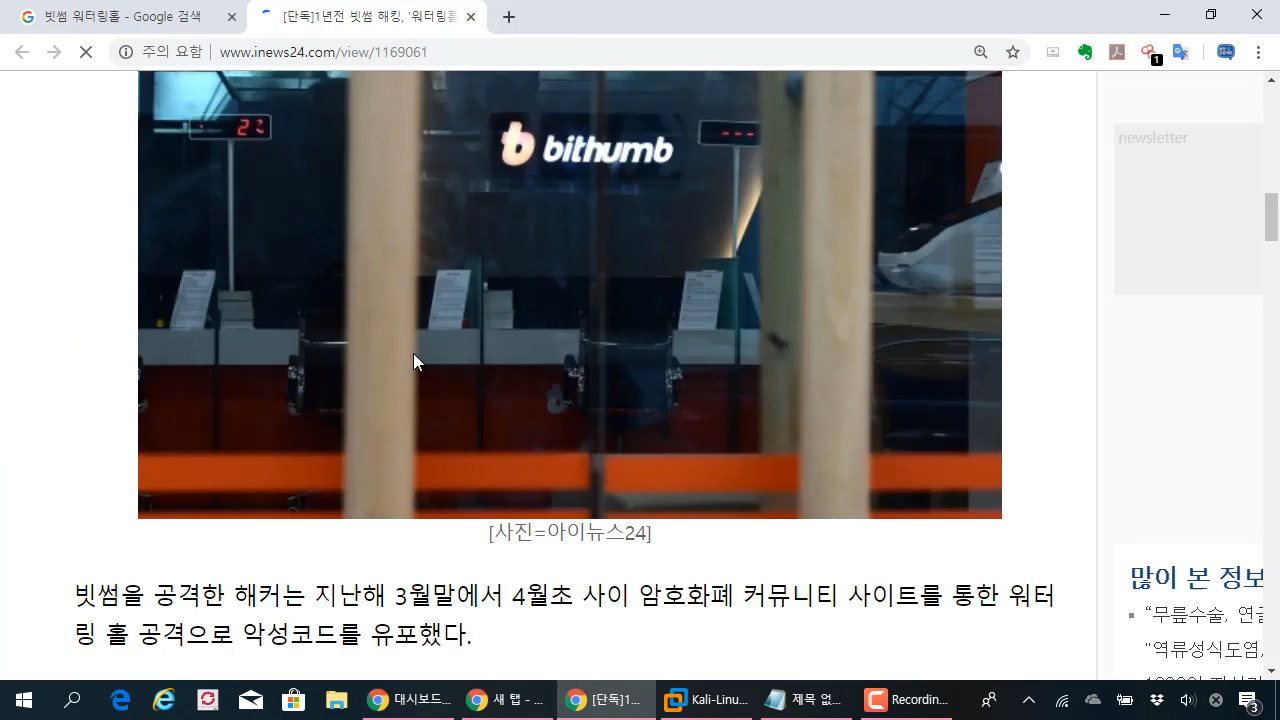 빗썸 워터링홀 - Google 검색
[단독]1년전 빗썸 해킹, '워터링홀
주의 요함
www.inews24.com/view/1169061
1
newsletter
bithumb
[사진=아이뉴스24]
빗썸을 공격한 해커는 지난해 3월말에서 4월초 사이 암호화폐 커뮤니티 사이트를 통한 워터
링 홀 공격으로 악성코드를 유포했다.
많이 본 정보
"무릎수술, 연골
"역류성식도염,
대시보드...
새 탭 - ...
[단독]1...
Kali-Linu...
제목 없...
Recordin...
3